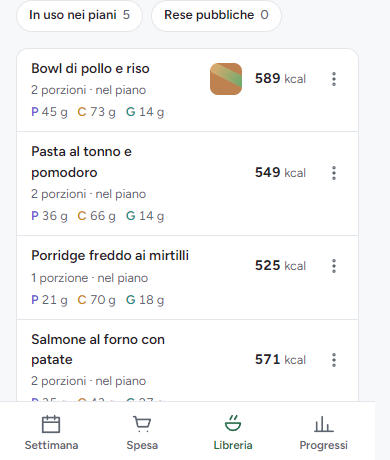 In uso nei piani 5 Rese pubbliche 0
Bowl di pollo e riso
589 kcal
2 porzioni · nel piano
P 45 g C 73 g G 14 g
Pasta al tonno e
pomodoro
549 kcal
2 porzioni · nel piano
P 36 g C 66 g G 14 g
Porridge freddo ai mirtilli
525 kcal
1 porzione · nel piano
P 21 g C 70 g G 18 g
Salmone al forno con
patate
571 kcal
2 porzioni · nel piano
Settimana Spesa Libreria Progressi